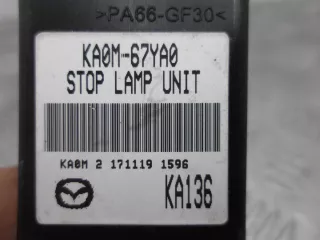 >PA66-GF30<
KA0M-67YA0
STOP LAMP UNIT
KA0M 2 171119 1596
KA136